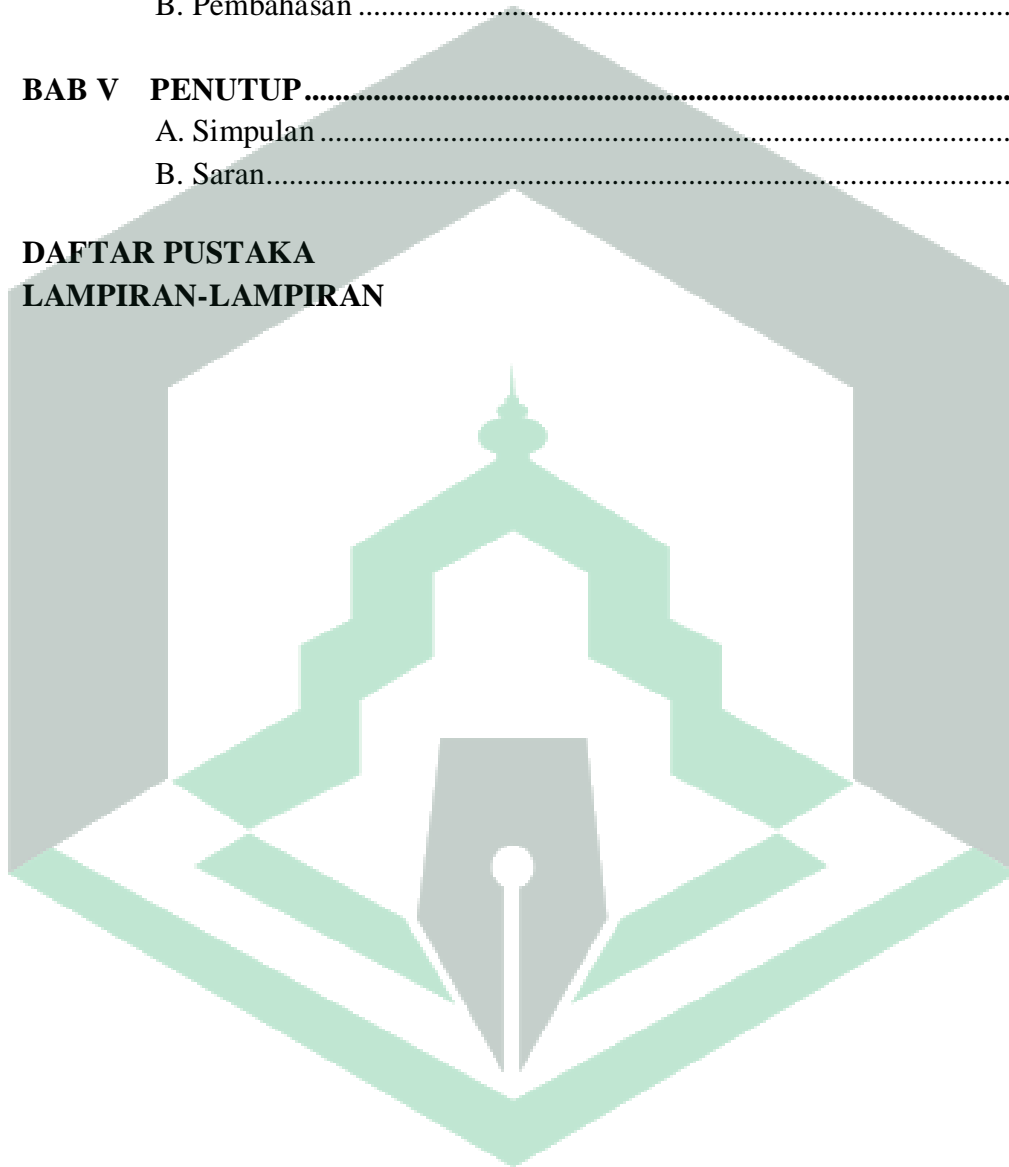 B. Pembahasan ........................................................................................
BAB V PENUTUP............................................................................................
A. Simpulan .............................................................................................
B. Saran....................................................................................................
DAFTAR PUSTAKA
LAMPIRAN-LAMPIRAN